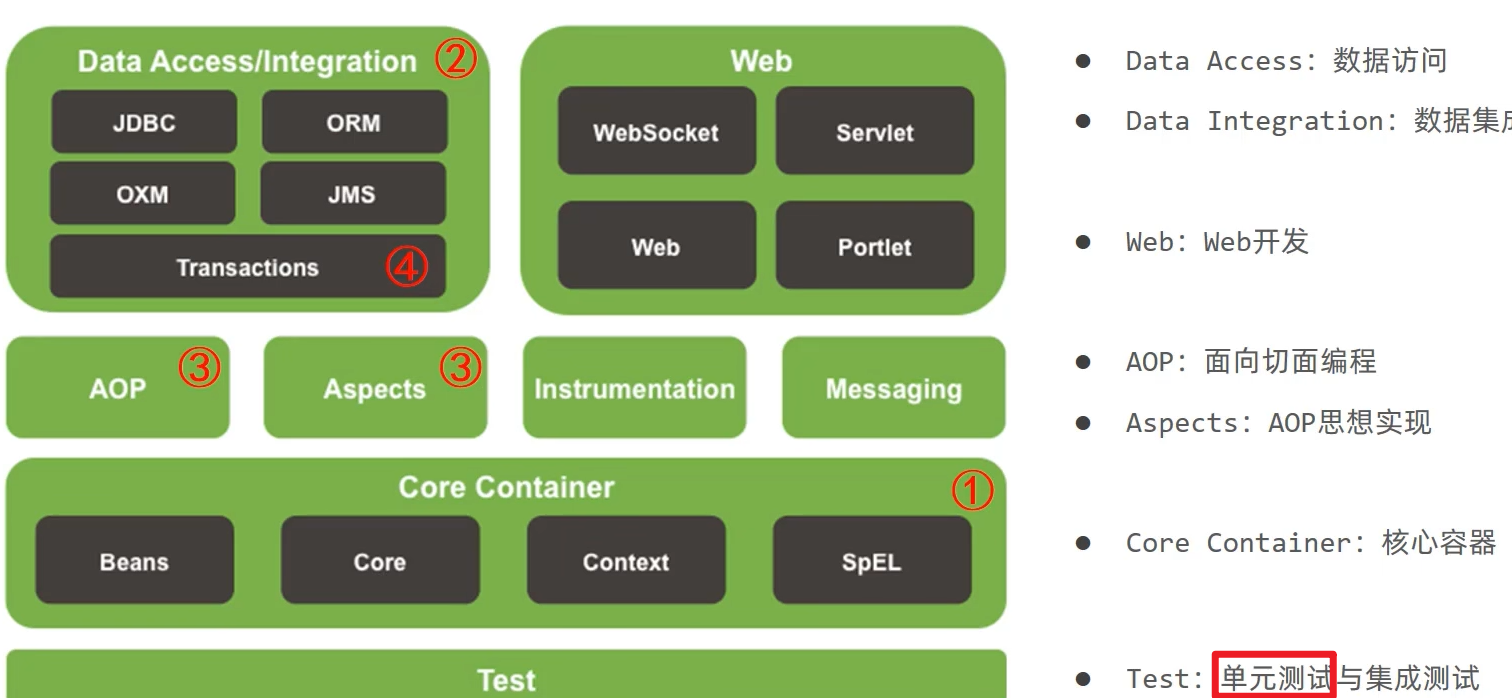 Data Access/Integration ②
JDBC ORM
OXM JMS
Transactions ④
Web
WebSocket Servlet
Web Portlet
AOP ③ Aspects ③ Instrumentation Messaging
Core Container ①
Beans Core Context SpEL
Test
● Data Access：数据访问
● Data Integration：数据集成
● Web：Web开发
● AOP：面向切面编程
● Aspects：AOP思想实现
● Core Container：核心容器
● Test：单元测试与集成测试